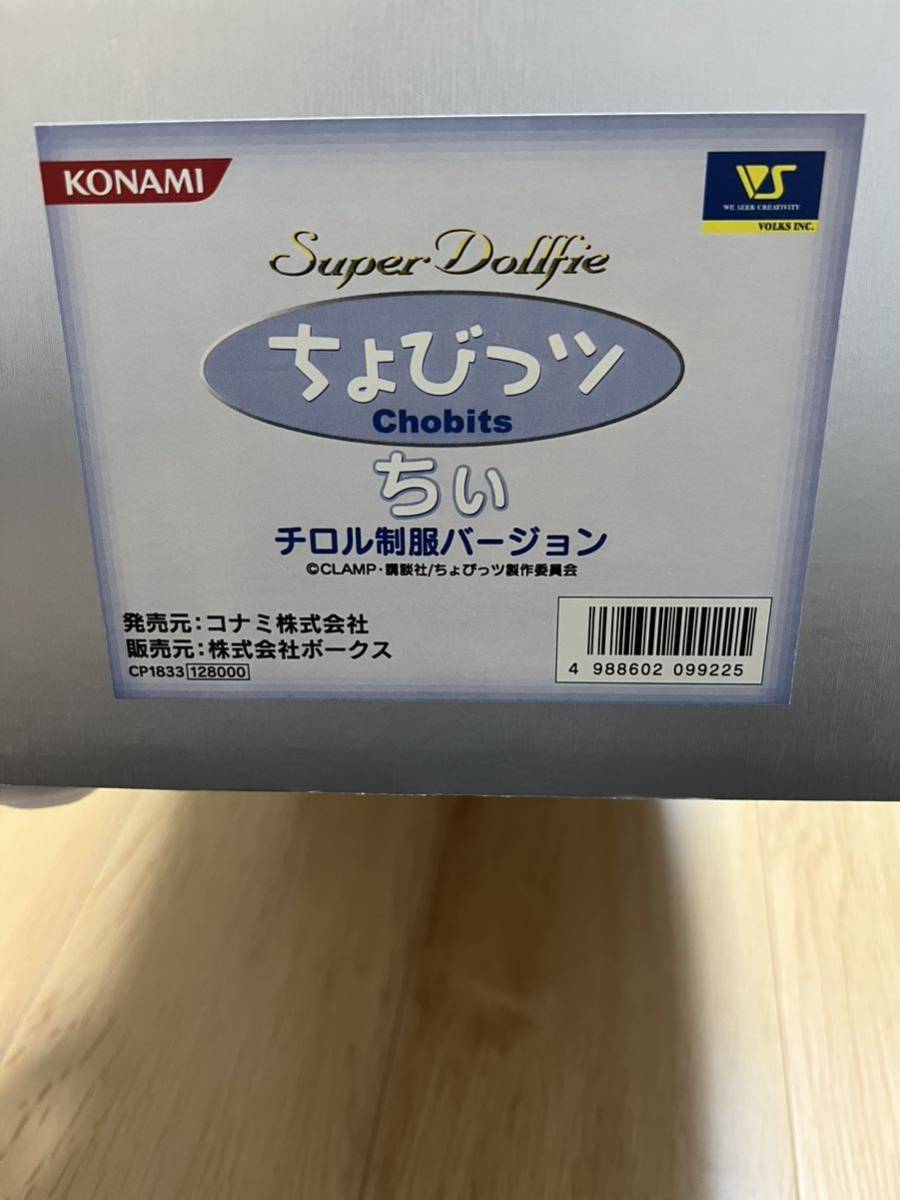 KONAMI
VS
WE SEEK CREATIVITY
VOLKS INC.
Super Dollfie
ちょびっツ
Chobits
ちぃ
チロル制服バージョン
©CLAMP・講談社/ちょびっツ製作委員会
発売元：コナミ株式会社
販売元：株式会社ボークス
CP1833 128000
4 988602 099225